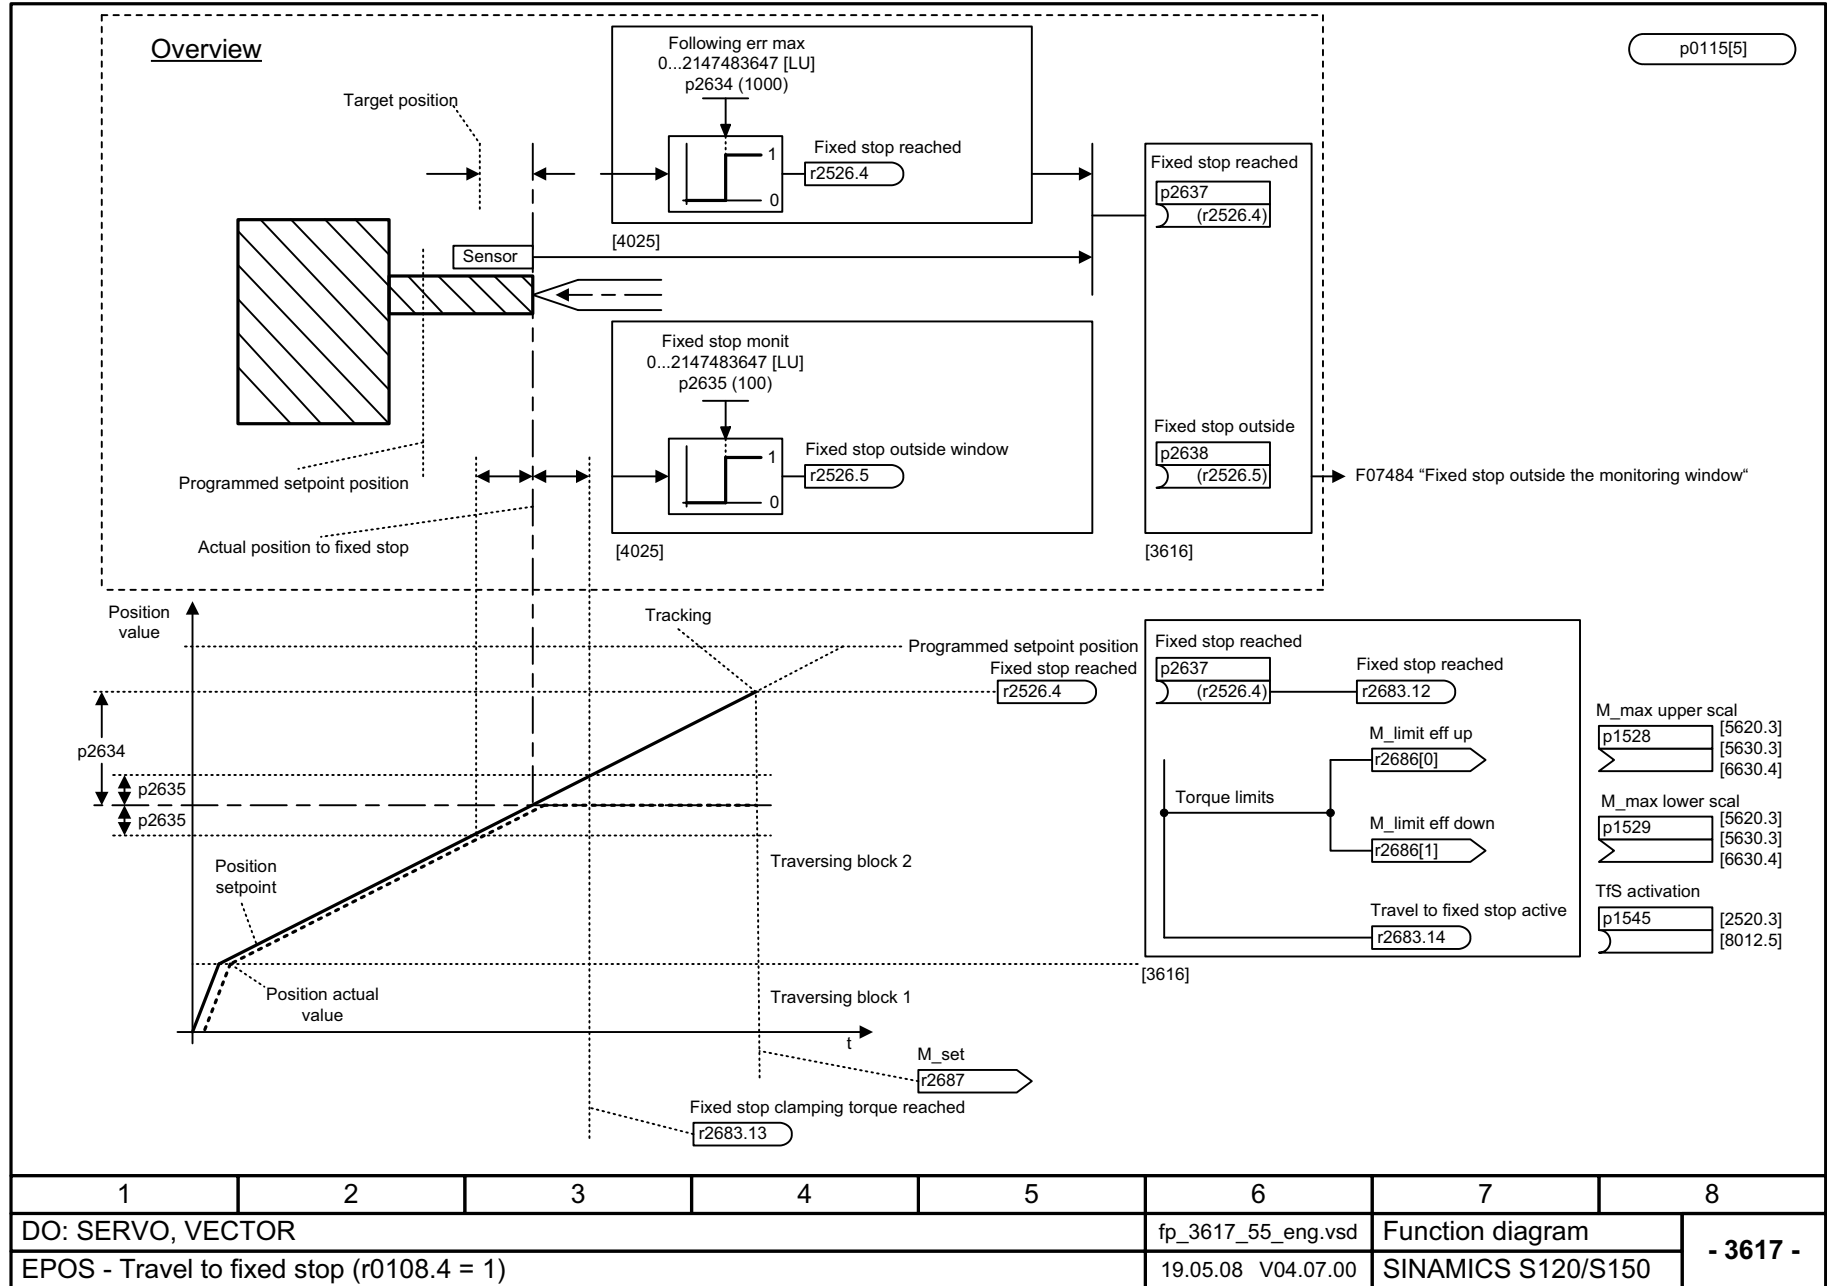 Overview
p0115[5]
Following err max
0...2147483647 [LU]
p2634 (1000)
Target position
1
0
Fixed stop reached
r2526.4
[4025]
Sensor
Fixed stop reached
p2637
(r2526.4)
Fixed stop monit
0...2147483647 [LU]
p2635 (100)
1
0
Fixed stop outside window
r2526.5
[4025]
Fixed stop outside
p2638
(r2526.5)
[3616]
F07484 “Fixed stop outside the monitoring window“
Programmed setpoint position
Actual position to fixed stop
Position
value
Tracking
Programmed setpoint position
Fixed stop reached
r2526.4
p2634
p2635
p2635
Position
setpoint
Position actual
value
Traversing block 2
Traversing block 1
t
M_set
r2687
Fixed stop clamping torque reached
r2683.13
Fixed stop reached
p2637
(r2526.4)
Fixed stop reached
r2683.12
M_limit eff up
r2686[0]
Torque limits
M_limit eff down
r2686[1]
Travel to fixed stop active
r2683.14
[3616]
M_max upper scal
p1528
[5620.3]
[5630.3]
[6630.4]
M_max lower scal
p1529
[5620.3]
[5630.3]
[6630.4]
TfS activation
p1545
[2520.3]
[8012.5]
1 2 3 4 5 6 7 8
DO: SERVO, VECTOR
fp_3617_55_eng.vsd
Function diagram
- 3617 -
EPOS - Travel to fixed stop (r0108.4 = 1)
19.05.08 V04.07.00
SINAMICS S120/S150